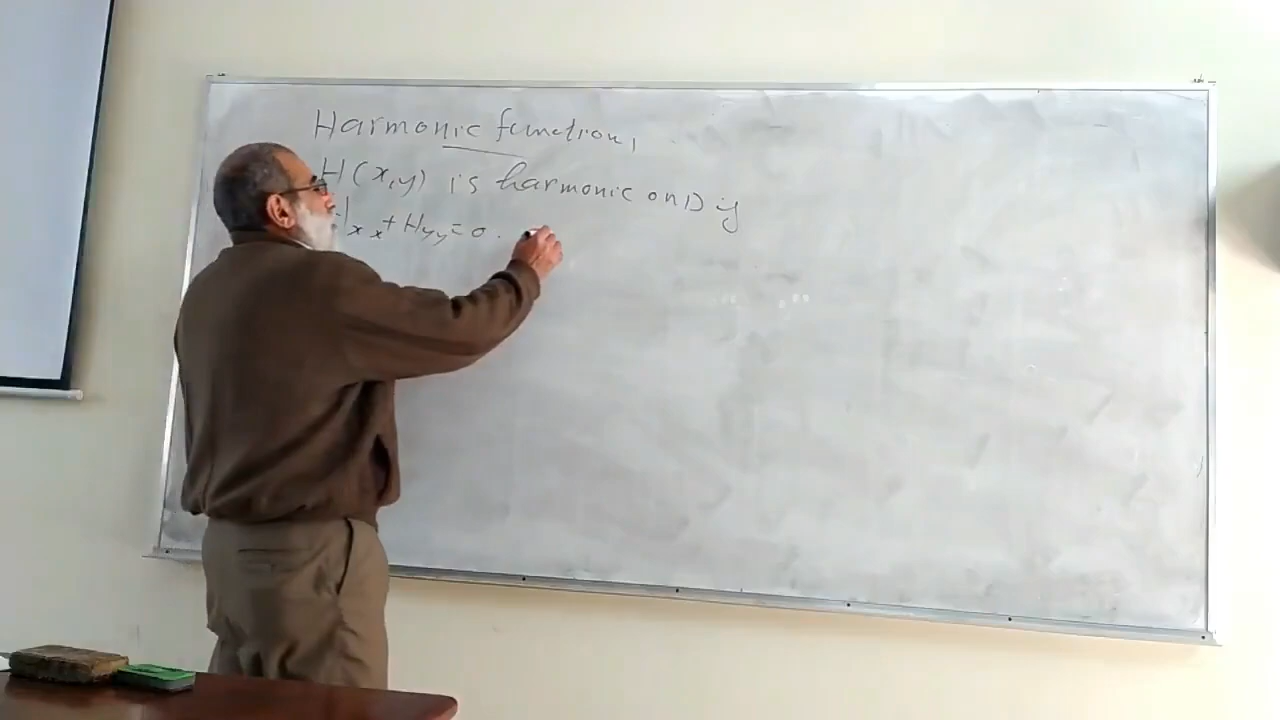 Harmonic function,
H(x,y) is harmonic on D if
Hxx + Hyy = 0.